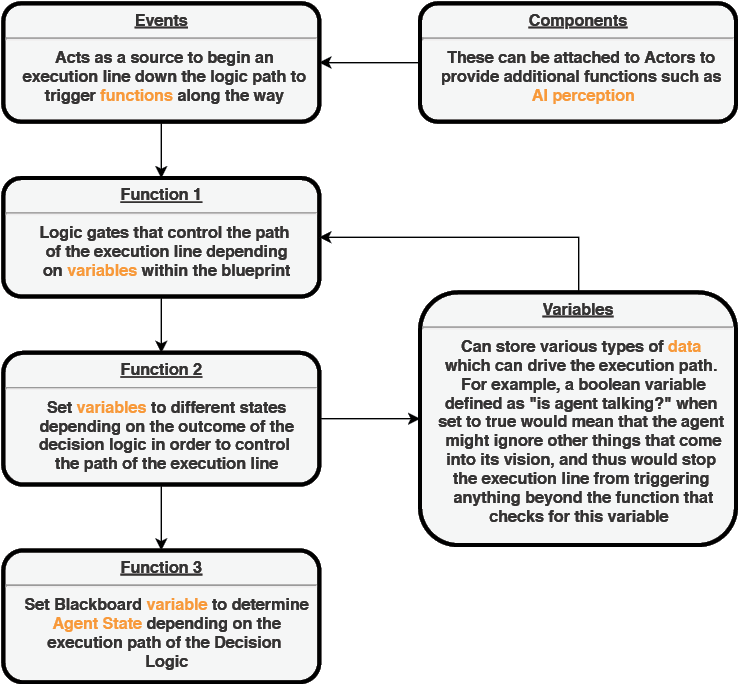 Events
Acts as a source to begin an
execution line down the logic path to
trigger functions along the way
Components
These can be attached to Actors to
provide additional functions such as
AI perception
Function 1
Logic gates that control the path
of the execution line depending
on variables within the blueprint
Function 2
Set variables to different states
depending on the outcome of the
decision logic in order to control
the path of the execution line
Variables
Can store various types of data
which can drive the execution path.
For example, a boolean variable
defined as "is agent talking?" when
set to true would mean that the agent
might ignore other things that come
into its vision, and thus would stop
the execution line from triggering
anything beyond the function that
checks for this variable
Function 3
Set Blackboard variable to determine
Agent State depending on the
execution path of the Decision
Logic